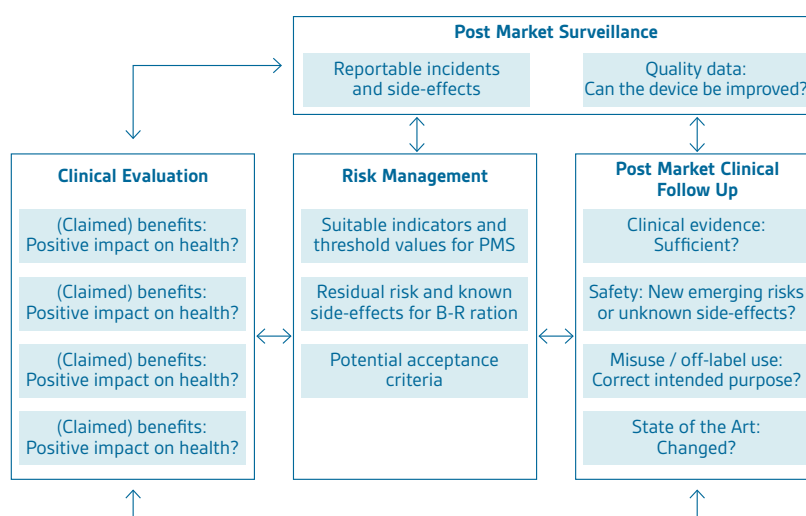 Post Market Surveillance
Reportable incidents
and side-effects
Quality data:
Can the device be improved?
Clinical Evaluation
(Claimed) benefits:
Positive impact on health?
(Claimed) benefits:
Positive impact on health?
(Claimed) benefits:
Positive impact on health?
(Claimed) benefits:
Positive impact on health?
Risk Management
Suitable indicators and
threshold values for PMS
Residual risk and known
side-effects for B-R ration
Potential acceptance
criteria
Post Market Clinical
Follow Up
Clinical evidence:
Sufficient?
Safety: New emerging risks
or unknown side-effects?
Misuse / off-label use:
Correct intended purpose?
State of the Art:
Changed?